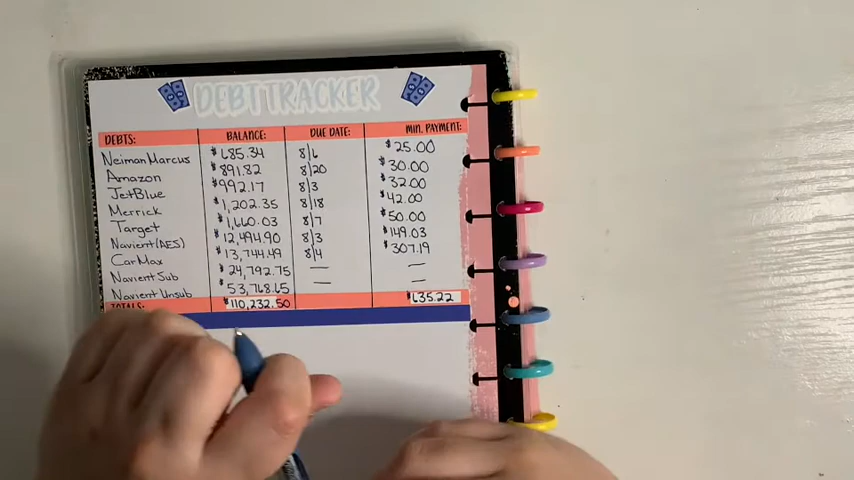 DEBT TRACKER
DEBTS: BALANCE: DUE DATE: MIN. PAYMENT:
Neiman Marcus $685.34 8/6 $25.00
Amazon $891.82 8/20 $30.00
JetBlue $992.17 8/3 $32.00
Merrick $1,202.35 8/18 $42.00
Target $1,660.03 8/7 $50.00
Navient (AES) $12,494.90 8/3 $149.03
CarMax $13,744.49 8/4 $307.19
Navient Sub $24,792.75 — —
Navient Unsub $53,768.65 — —
TOTALS: $110,232.50 $635.22